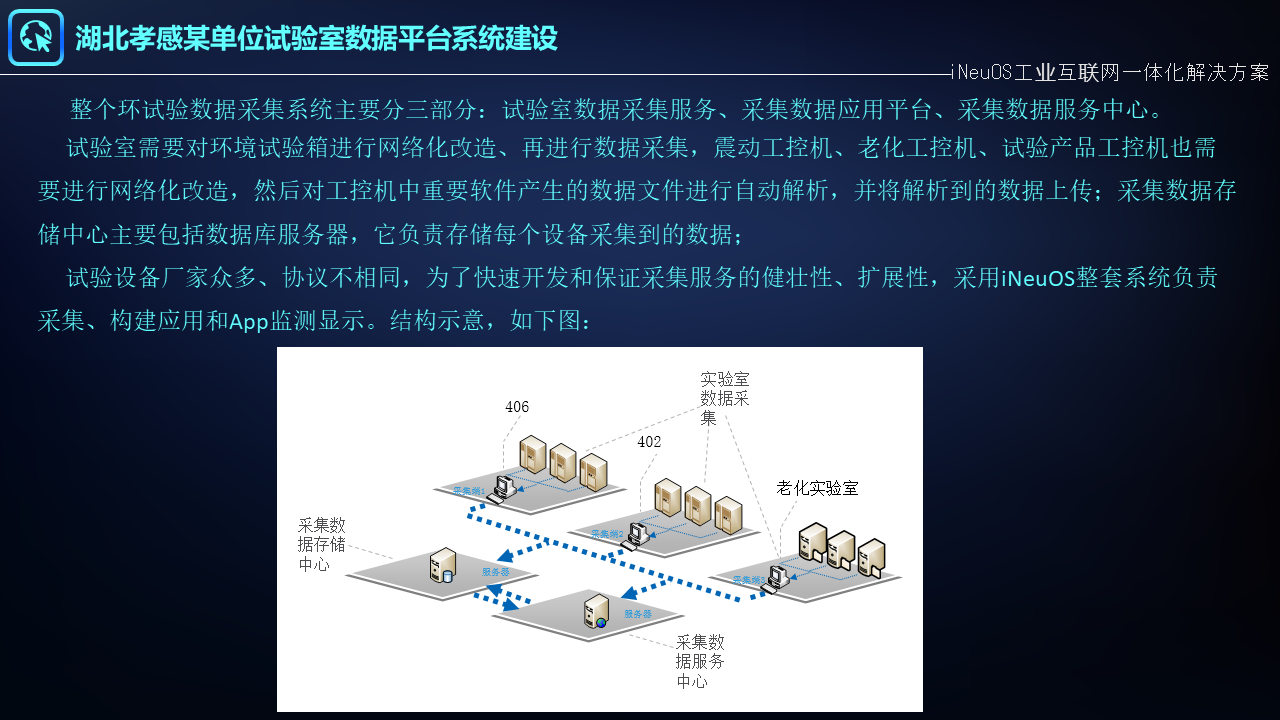 湖北孝感某单位试验室数据平台系统建设
iNeuOS工业互联网一体化解决方案
整个环试验数据采集系统主要分三部分：试验室数据采集服务、采集数据应用平台、采集数据服务中心。
试验室需要对环境试验箱进行网络化改造、再进行数据采集，震动工控机、老化工控机、试验产品工控机也需
要进行网络化改造，然后对工控机中重要软件产生的数据文件进行自动解析，并将解析到的数据上传；采集数据存
储中心主要包括数据库服务器，它负责存储每个设备采集到的数据；
试验设备厂家众多、协议不相同，为了快速开发和保证采集服务的健壮性、扩展性，采用iNeuOS整套系统负责
采集、构建应用和App监测显示。结构示意，如下图：
实验室
数据采
集
406
402
老化实验室
采集端1
采集端2
采集端3
采集数
据存储
中心
服务器
服务器
采集数
据服务
中心